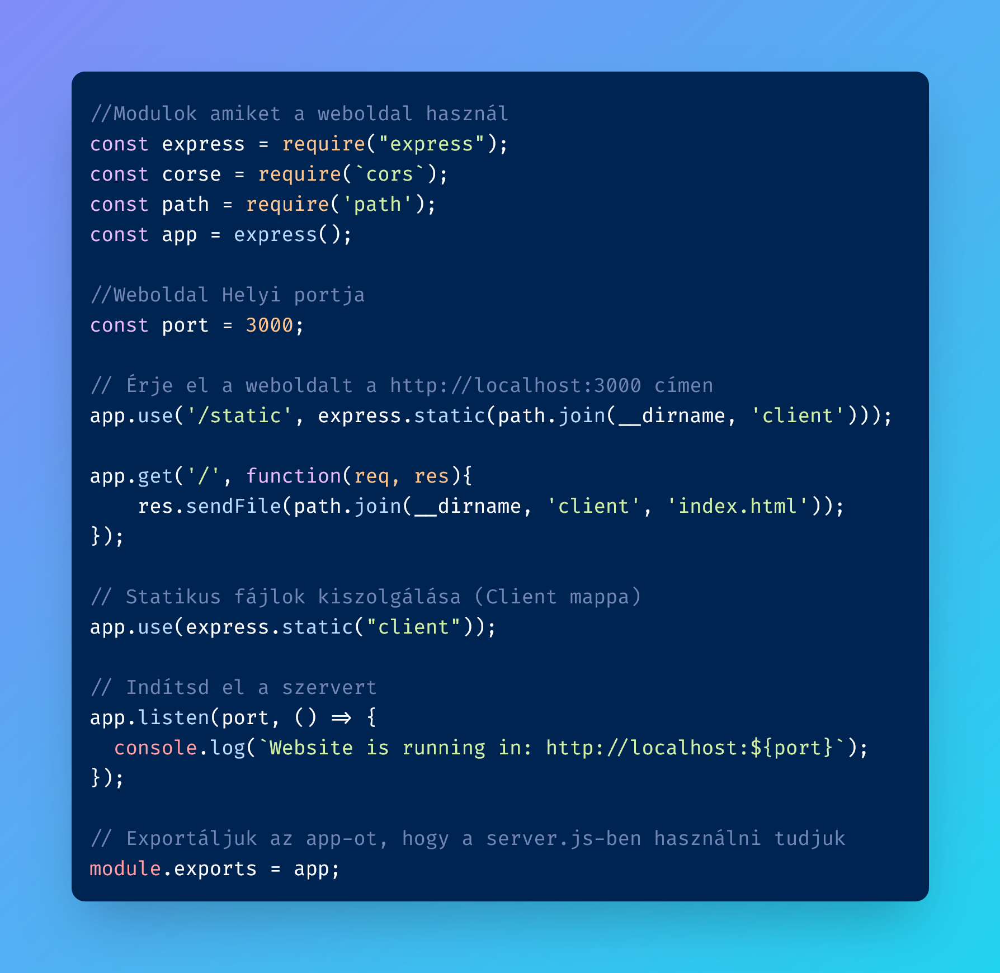 //Modulok amiket a weboldal használ
const express = require("express");
const corse = require(`cors`);
const path = require('path');
const app = express();

//Weboldal Helyi portja
const port = 3000;

// Érje el a weboldalt a http://localhost:3000 címen
app.use('/static', express.static(path.join(__dirname, 'client')));

app.get('/', function(req, res){
    res.sendFile(path.join(__dirname, 'client', 'index.html'));
});

// Statikus fájlok kiszolgálása (Client mappa)
app.use(express.static("client"));

// Indítsd el a szervert
app.listen(port, () => {
  console.log(`Website is running in: http://localhost:${port}`);
});

// Exportáljuk az app-ot, hogy a server.js-ben használni tudjuk
module.exports = app;